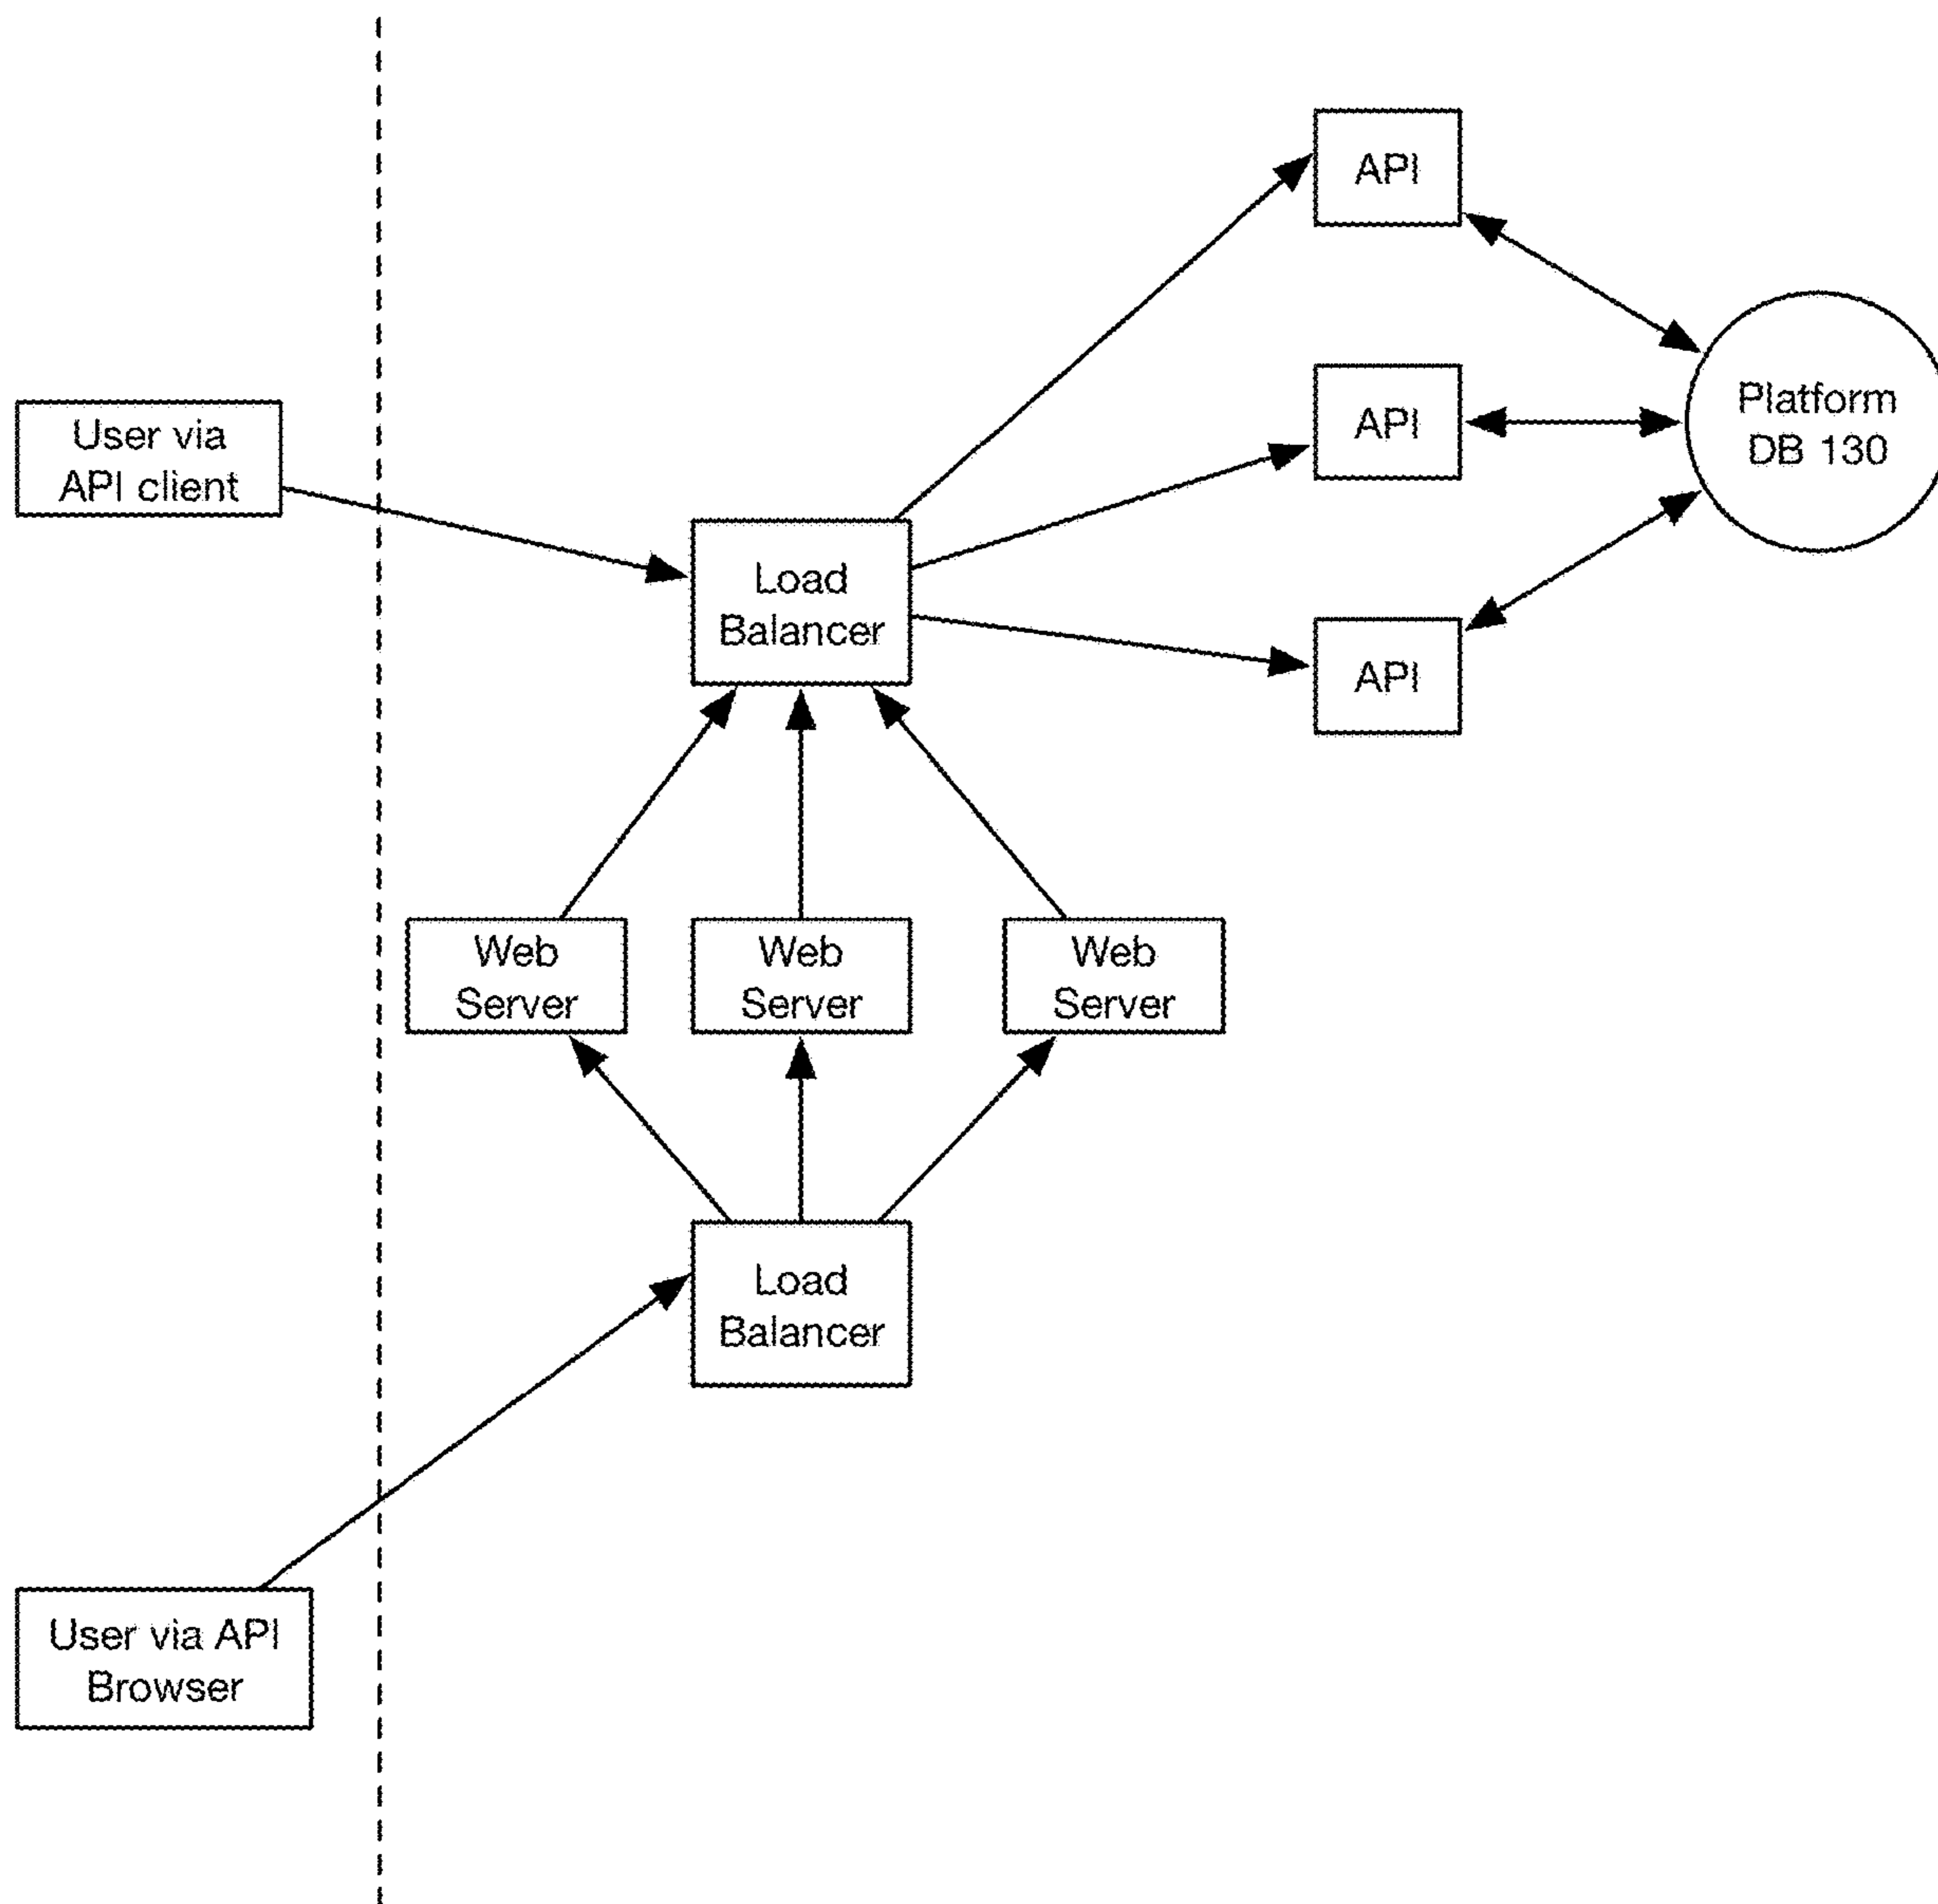 API
User via
API client
API
Platform
DB 130
Load
Balancer
API
Web
Server
Web
Server
Web
Server
Load
Balancer
User via API
Browser